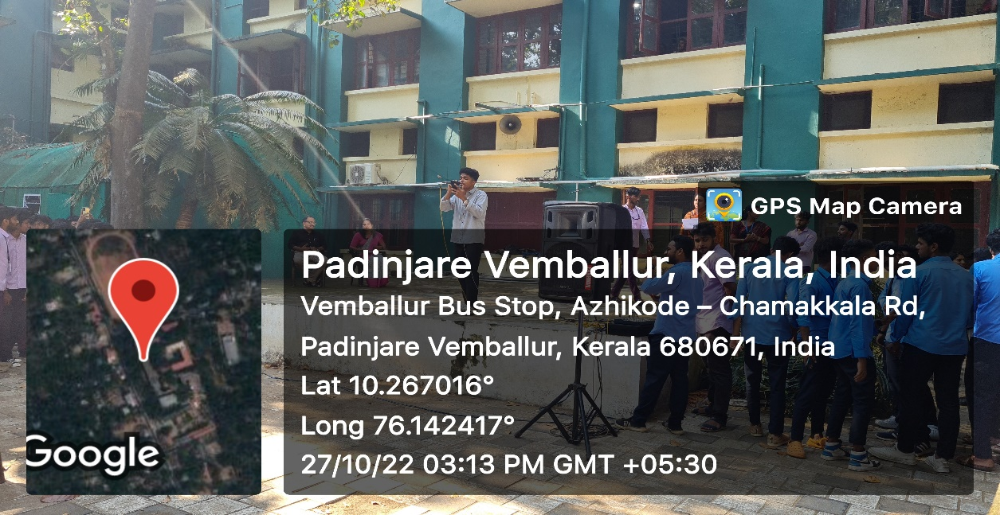 GPS Map Camera
Padinjare Vemballur, Kerala, India
Vemballur Bus Stop, Azhikode – Chamakkala Rd,
Padinjare Vemballur, Kerala 680671, India
Lat 10.267016°
Long 76.142417°
27/10/22 03:13 PM GMT +05:30
Google